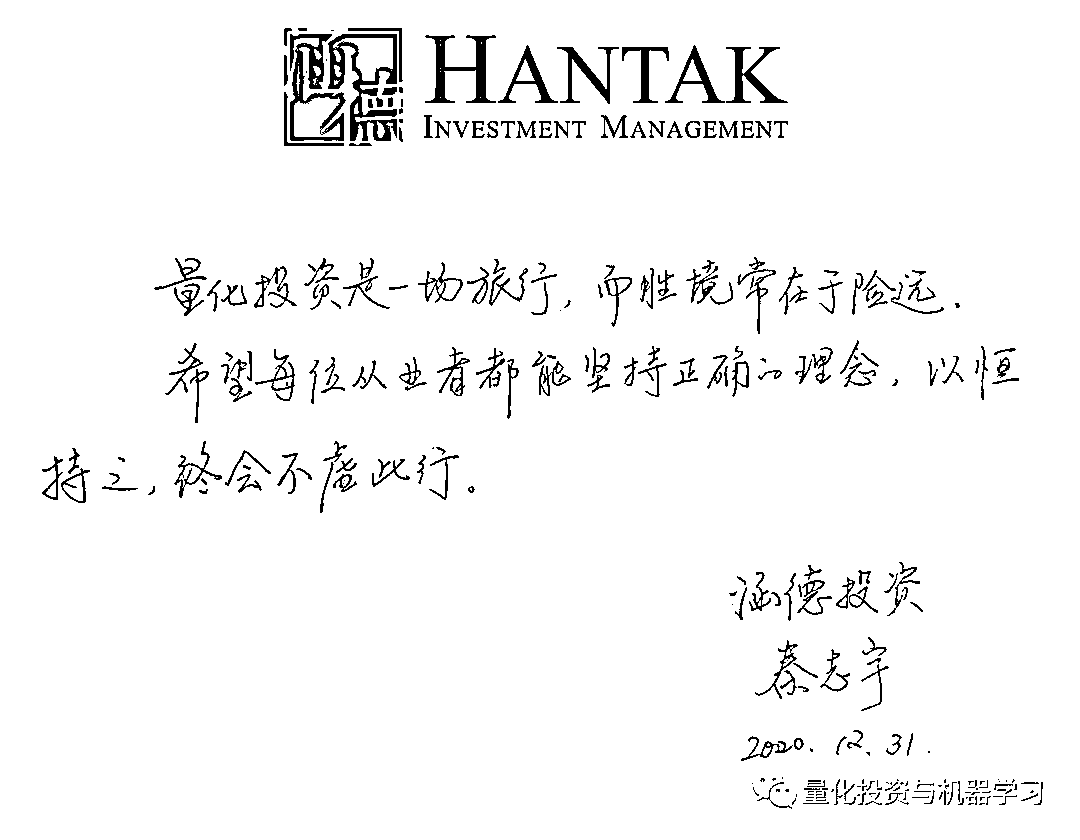 涵德
HANTAK
INVESTMENT MANAGEMENT
量化投资是一场旅行,而胜境常在于险远.
希望每位从业者都能坚持正确的理念,以恒
持之,终会不虚此行。
涵德投资
秦志宇
2020.12.31.
量化投资与机器学习